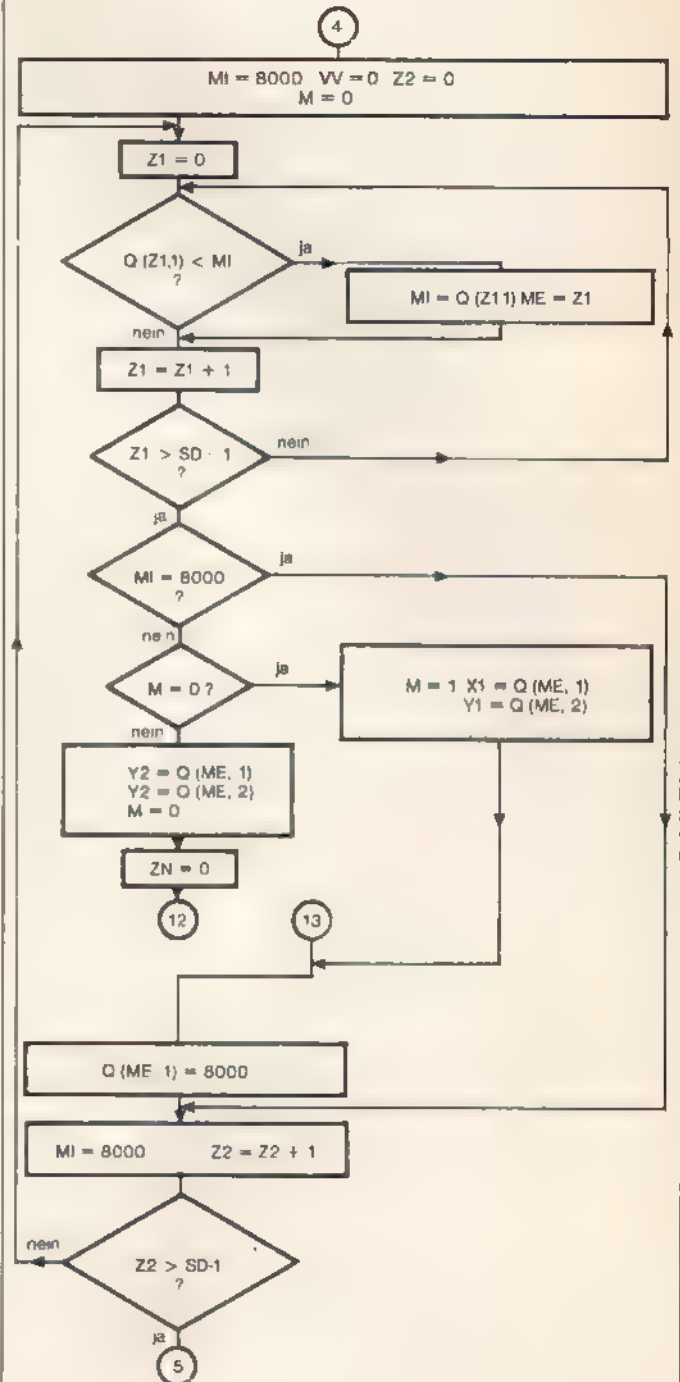 4
MI = 8000 VV = 0 Z2 = 0
M = 0
Z1 = 0
Q (Z1,1) < MI
?
ja
MI = Q (Z1 1) ME = Z1
nein
Z1 = Z1 + 1
Z1 > SD - 1
?
nein
ja
MI = 8000
?
ja
nein
M = 0 ?
ja
M = 1 X1 = Q (ME, 1)
Y1 = Q (ME, 2)
nein
Y2 = Q (ME, 1)
Y2 = Q (ME, 2)
M = 0
ZN = 0
12
13
Q (ME 1) = 8000
MI = 8000 Z2 = Z2 + 1
nein
Z2 > SD-1
?
ja
5